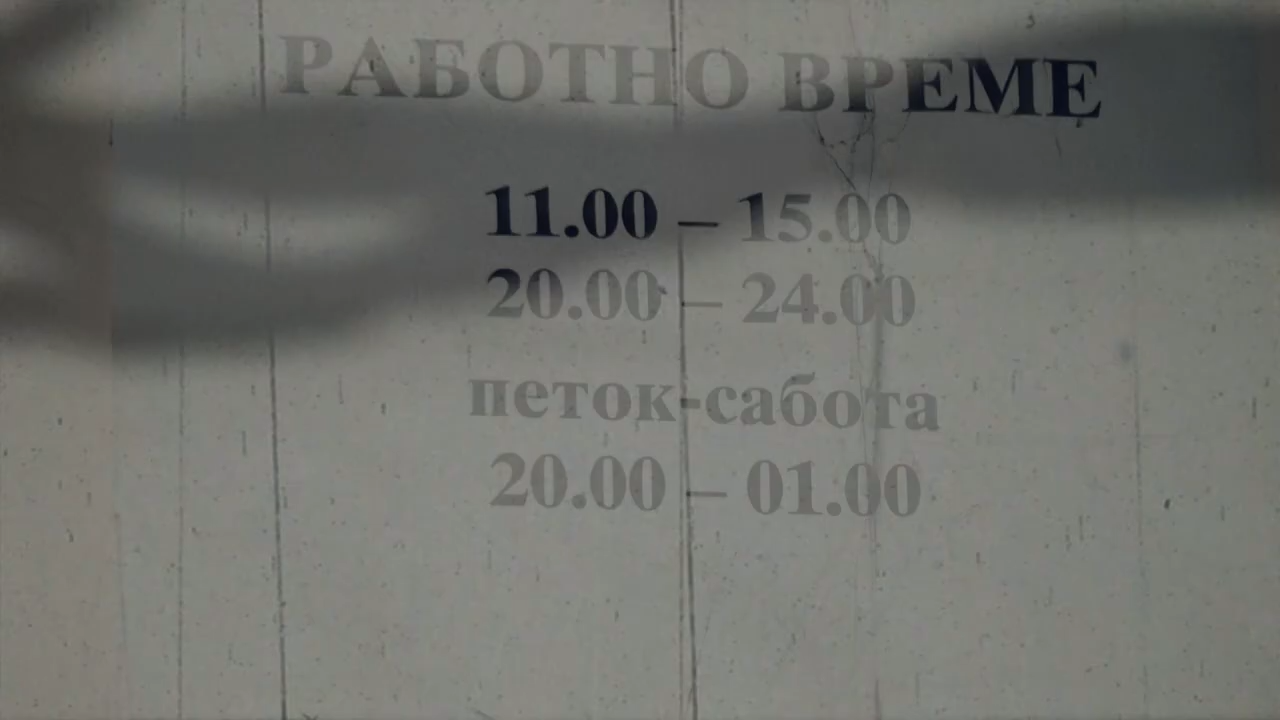 РАБОТНО ВРЕМЕ
11.00 – 15.00
20.00 – 24.00
петок-сабота
20.00 – 01.00